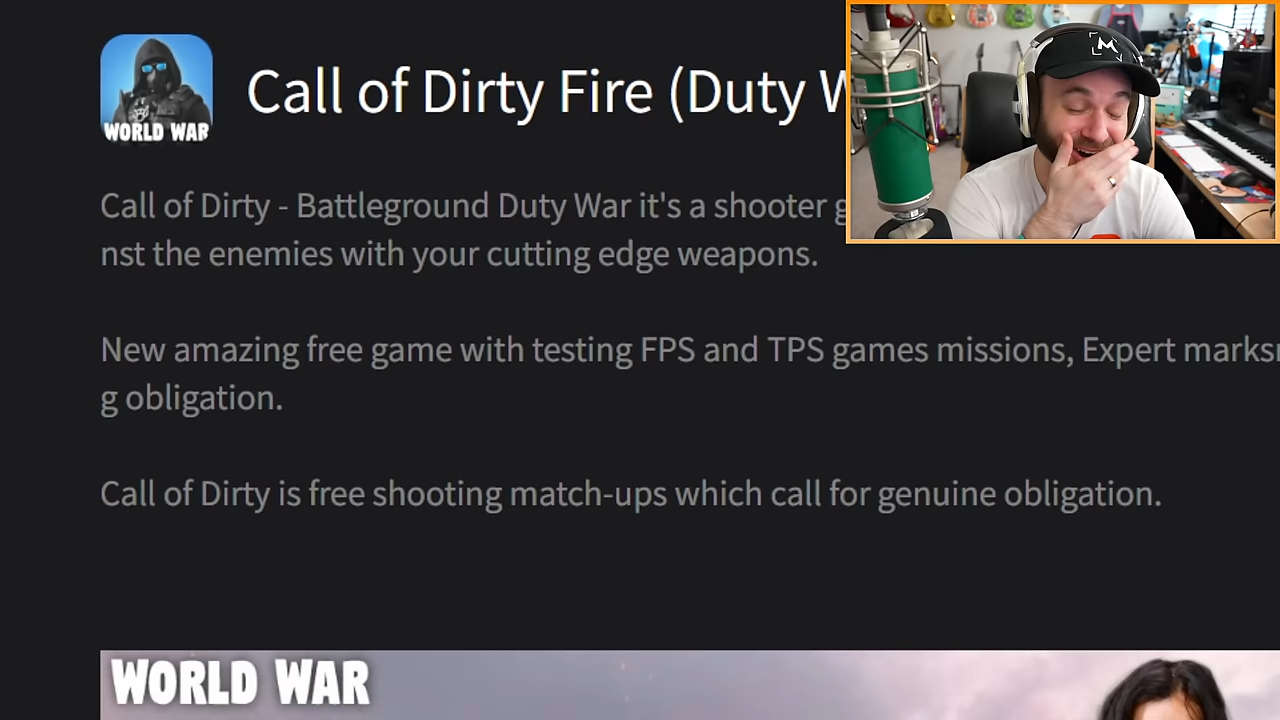 WORLD WAR
Call of Dirty Fire (Duty
Call of Dirty - Battleground Duty War it's a shooter
nst the enemies with your cutting edge weapons.
New amazing free game with testing FPS and TPS games missions, Expert
g obligation.
Call of Dirty is free shooting match-ups which call for genuine obligation.
WORLD WAR